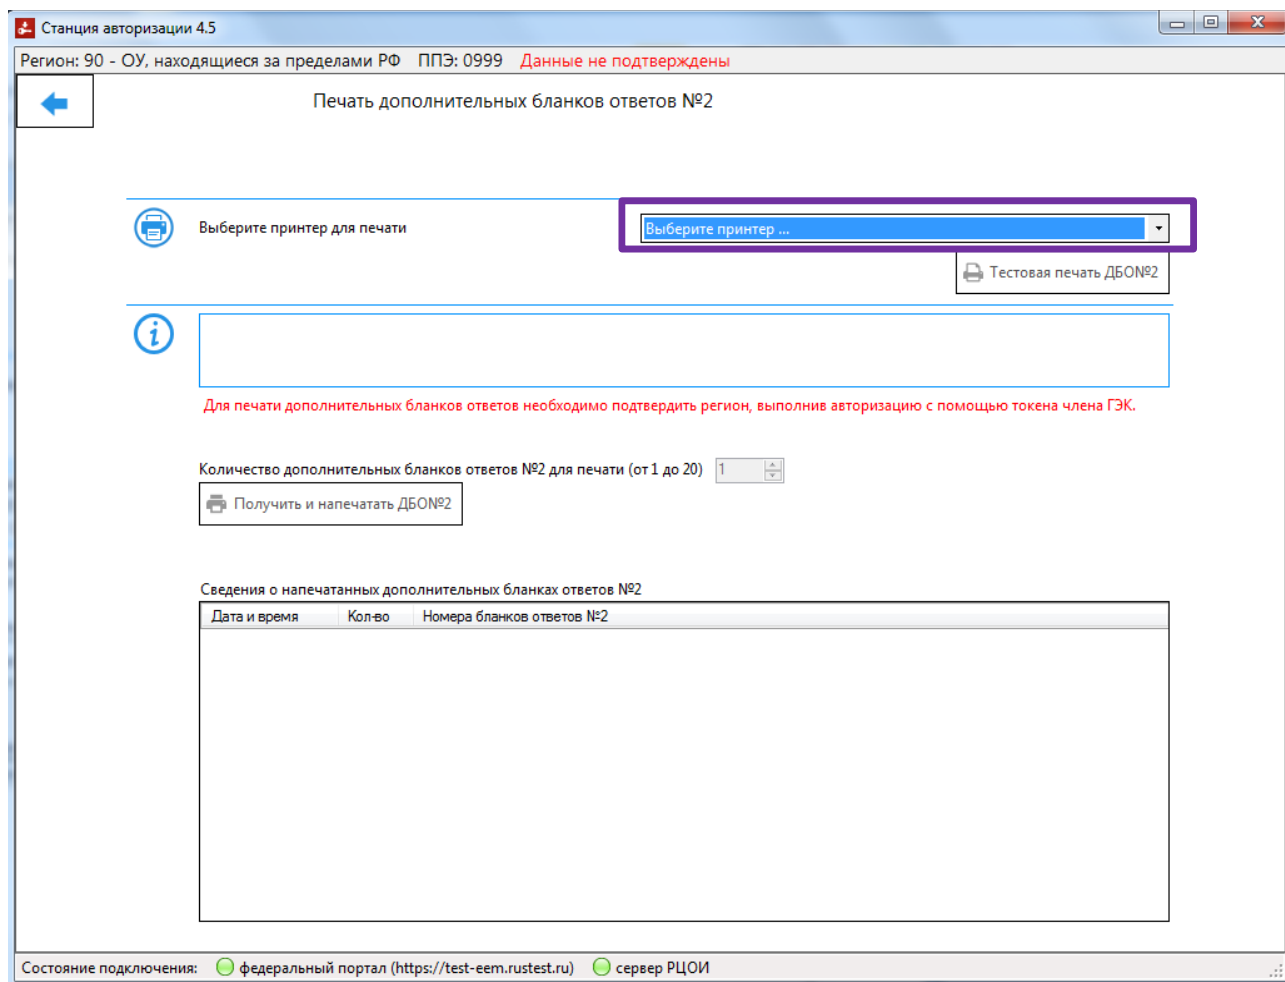 Станция авторизации 4.5
Регион: 90 - ОУ, находящиеся за пределами РФ ППЭ: 0999 Данные не подтверждены
Печать дополнительных бланков ответов №2
Выберите принтер для печати
Выберите принтер ...
Тестовая печать ДБО№2
i
Для печати дополнительных бланков ответов необходимо подтвердить регион, выполнив авторизацию с помощью токена члена ГЭК.
Количество дополнительных бланков ответов №2 для печати (от 1 до 20) 1
Получить и напечатать ДБО№2
Сведения о напечатанных дополнительных бланках ответов №2
Дата и время Кол-во Номера бланков ответов №2
Состояние подключения: федеральный портал (https://test-eem.rustest.ru) сервер РЦОИ